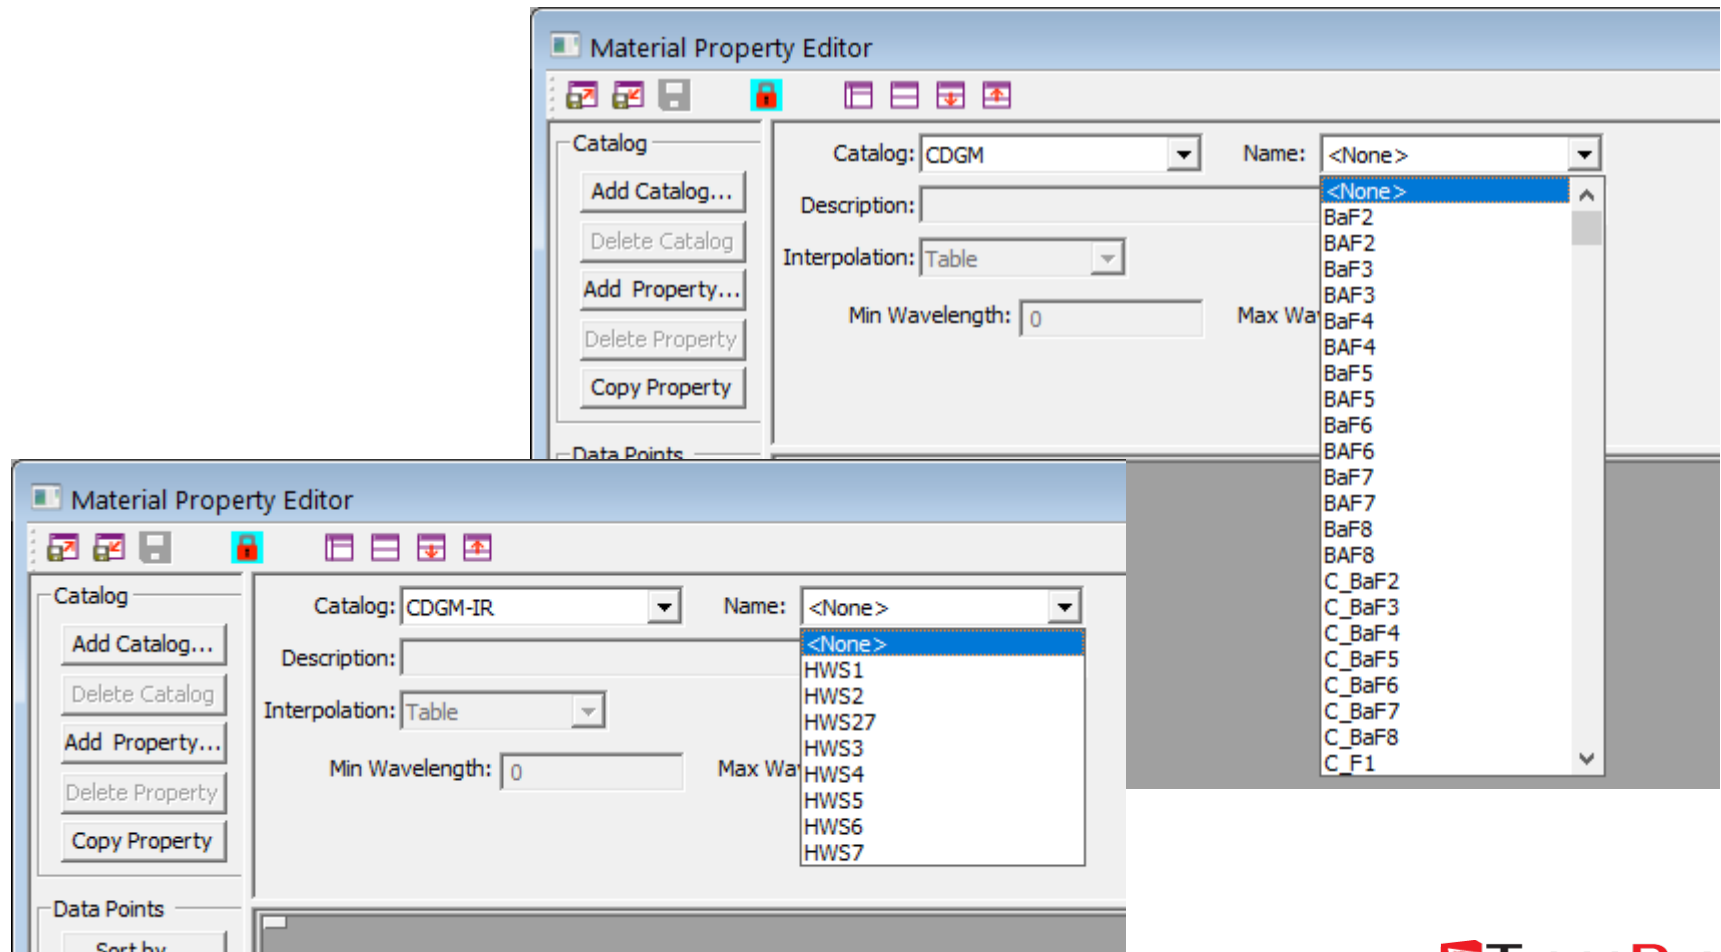 Material Property Editor
Catalog
Catalog: CDGM Name: <None>
Add Catalog...
Description:
Delete Catalog
Interpolation: Table
Add Property...
Min Wavelength: 0 Max Wa
Delete Property
Copy Property
Data Points
<None>
BaF2
BAF2
BaF3
BAF3
BaF4
BAF4
BaF5
BAF5
BaF6
BAF6
BaF7
BAF7
BaF8
BAF8
C_BaF2
C_BaF3
C_BaF4
C_BaF5
C_BaF6
C_BaF7
C_BaF8
C_F1
Material Property Editor
Catalog
Catalog: CDGM-IR Name: <None>
Add Catalog...
Description:
Delete Catalog
Interpolation: Table
Add Property...
Min Wavelength: 0 Max Wa
Delete Property
Copy Property
Data Points
Sort by
<None>
HWS1
HWS2
HWS27
HWS3
HWS4
HWS5
HWS6
HWS7